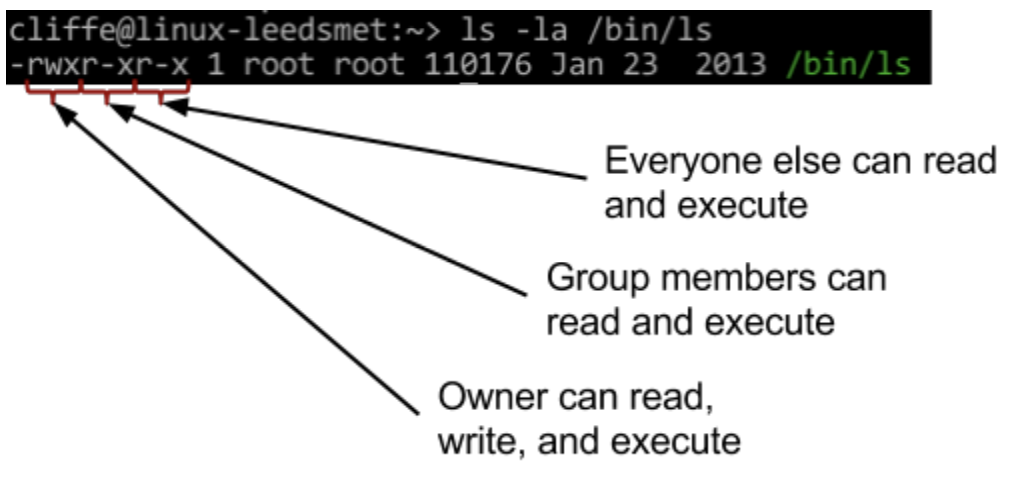 cliffe@linux-leedsmet:~> ls -la /bin/ls
-rwxr-xr-x 1 root root 110176 Jan 23  2013 /bin/ls
Everyone else can read
and execute
Group members can
read and execute
Owner can read,
write, and execute